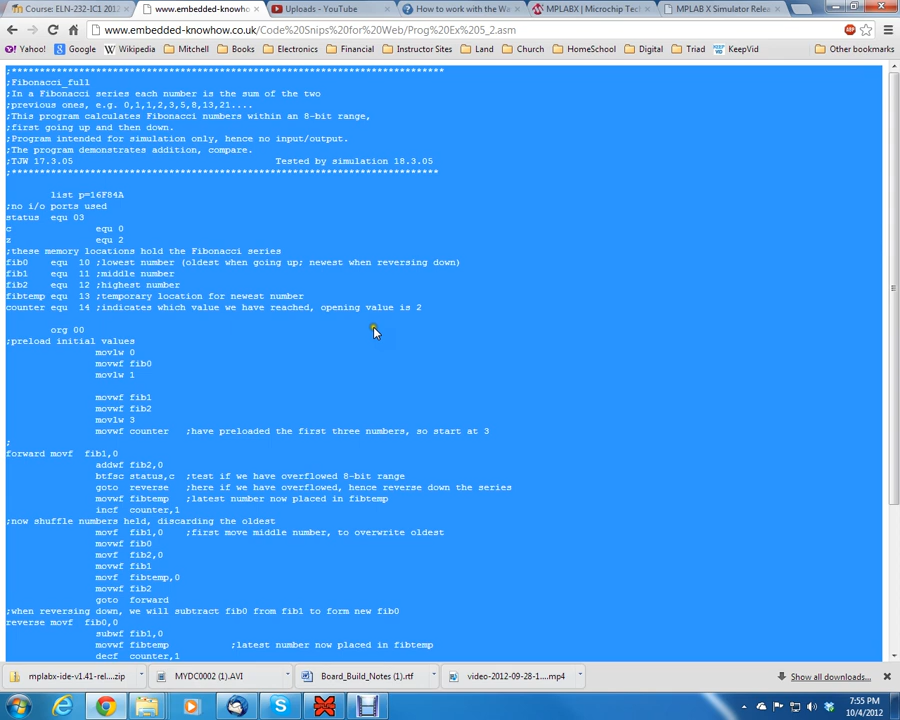 Course: ELN-232-IC1 2012
www.embedded-knowho
Uploads - YouTube
How to work with the Wa
MPLABX | Microchip Tech
MPLAB X Simulator Relea
www.embedded-knowhow.co.uk/Code%20Snips%20for%20Web/Prog%20Ex%205_2.asm
Yahoo!
Google
Wikipedia
Mitchell
Books
Electronics
Financial
Instructor Sites
Land
Church
HomeSchool
Digital
Triad
KeepVid
Other bookmarks
;*****************************************************************************
;Fibonacci_full
;In a Fibonacci series each number is the sum of the two
;previous ones, e.g. 0,1,1,2,3,5,8,13,21....
;This program calculates Fibonacci numbers within an 8-bit range,
;first going up and then down.
;Program intended for simulation only, hence no input/output.
;The program demonstrates addition, compare.
;TJW 17.3.05 Tested by simulation 18.3.05
;****************************************************************************
list p=16F84A
;no i/o ports used
status equ 03
c equ 0
z equ 2
;these memory locations hold the Fibonacci series
fib0 equ 10 ;lowest number (oldest when going up; newest when reversing down)
fib1 equ 11 ;middle number
fib2 equ 12 ;highest number
fibtemp equ 13 ;temporary location for newest number
counter equ 14 ;indicates which value we have reached, opening value is 2
org 00
;preload initial values
movlw 0
movwf fib0
movlw 1
movwf fib1
movwf fib2
movlw 3
movwf counter ;have preloaded the first three numbers, so start at 3
;
forward movf fib1,0
addwf fib2,0
btfsc status,c ;test if we have overflowed 8-bit range
goto reverse ;here if we have overflowed, hence reverse down the series
movwf fibtemp ;latest number now placed in fibtemp
incf counter,1
;now shuffle numbers held, discarding the oldest
movf fib1,0 ;first move middle number, to overwrite oldest
movwf fib0
movf fib2,0
movwf fib1
movf fibtemp,0
movwf fib2
goto forward
;when reversing down, we will subtract fib0 from fib1 to form new fib0
reverse movf fib0,0
subwf fib1,0
movwf fibtemp ;latest number now placed in fibtemp
decf counter,1
mplabx-ide-v1.41-rel....zip
MYDC0002 (1).AVI
Board_Build_Notes (1).rtf
video-2012-09-28-1....mp4
Show all downloads...
7:55 PM
10/4/2012